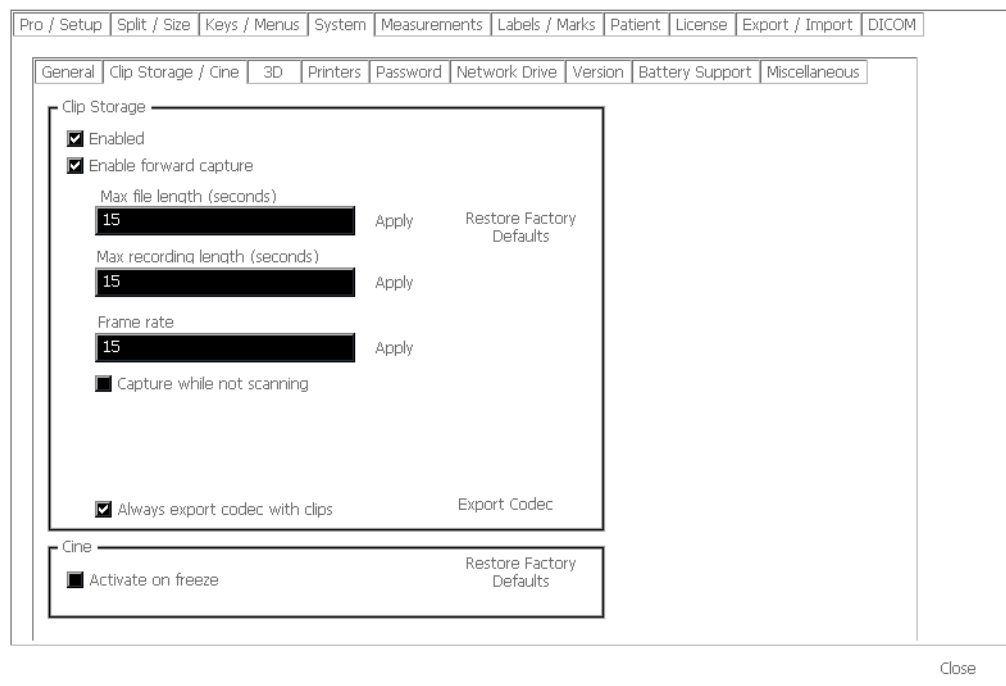 Pro / Setup Split / Size Keys / Menus System Measurements Labels / Marks Patient License Export / Import DICOM
General Clip Storage / Cine 3D Printers Password Network Drive Version Battery Support Miscellaneous
Clip Storage
Enabled
Enable forward capture
Max file length (seconds)
15 Apply Restore Factory
Defaults
Max recording length (seconds)
15 Apply
Frame rate
15 Apply
Capture while not scanning
Always export codec with clips Export Codec
Cine
Restore Factory
Activate on freeze Defaults
Close